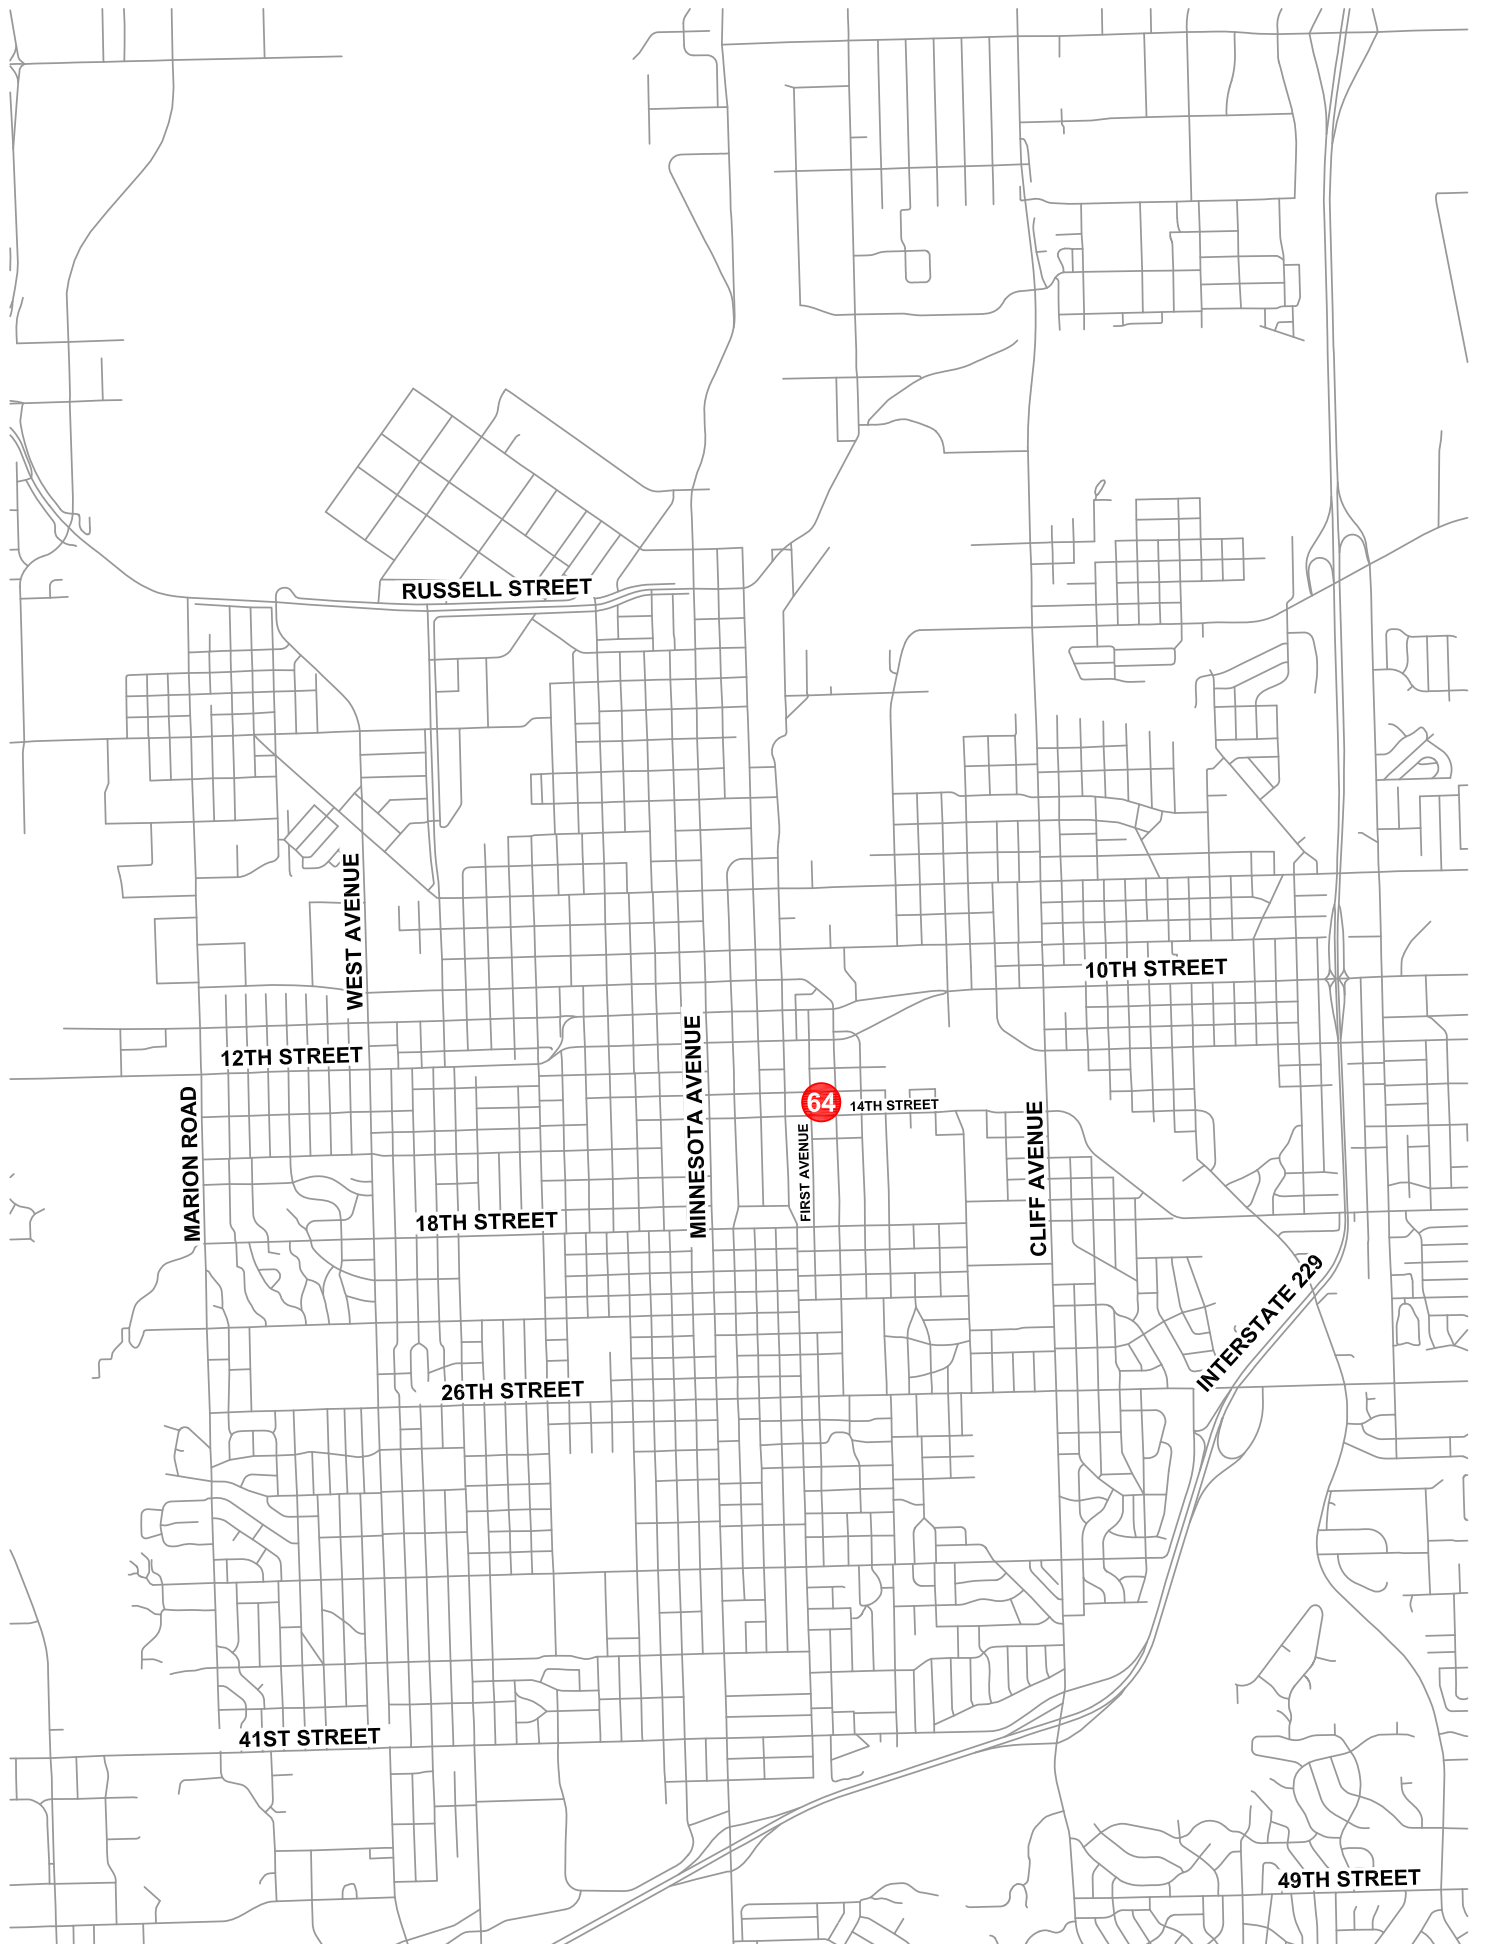 RUSSELL STREET
WEST AVENUE
10TH STREET
12TH STREET
MINNESOTA AVENUE
MARION ROAD
64
14TH STREET
FIRST AVENUE
CLIFF AVENUE
18TH STREET
INTERSTATE 229
26TH STREET
41ST STREET
49TH STREET